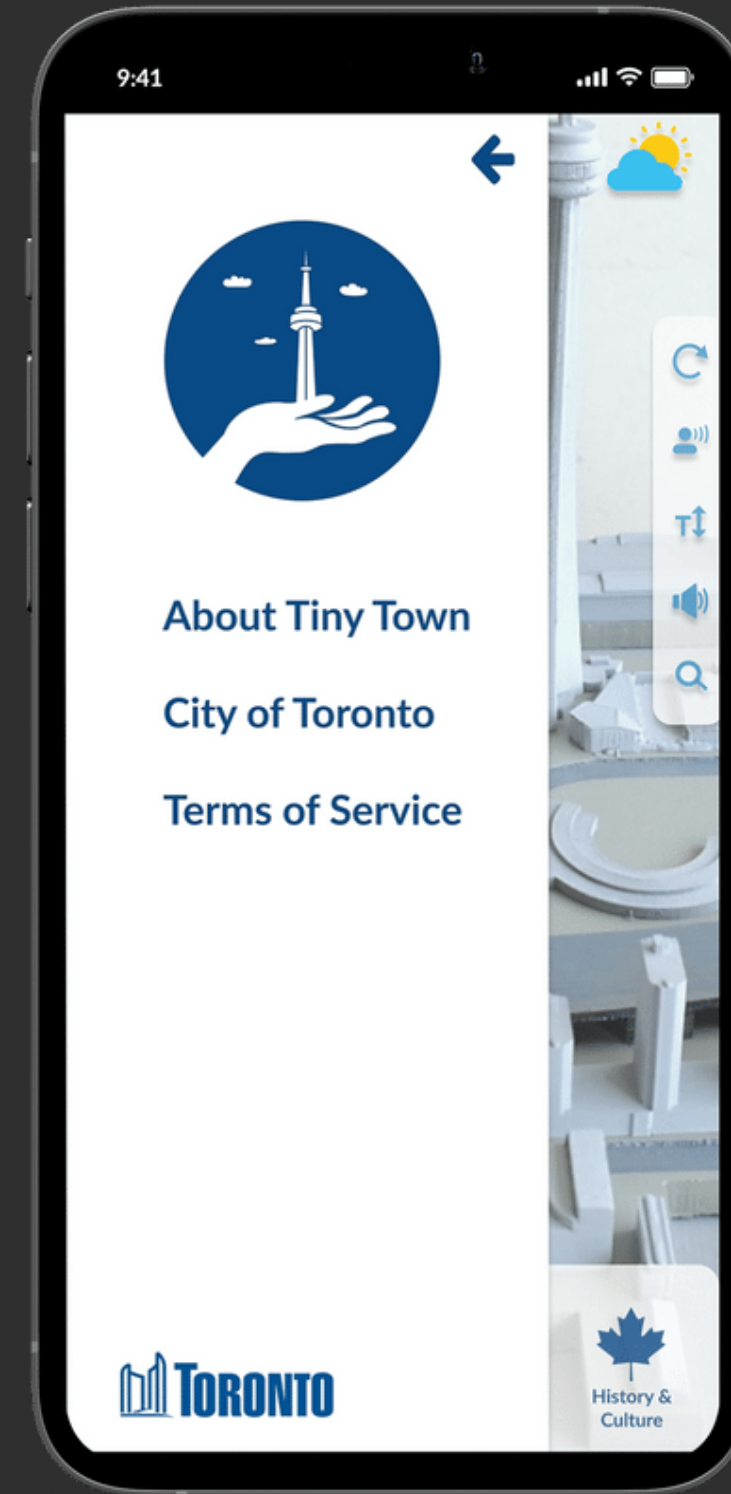 9:41
About Tiny Town
City of Toronto
Terms of Service
TORONTO
History &
Culture